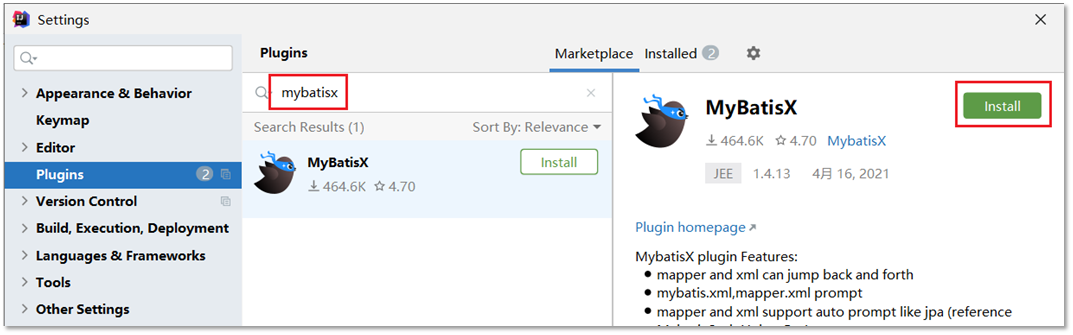 Settings
Plugins
Marketplace
Installed 2
Appearance & Behavior
Keymap
Editor
Plugins 2
Version Control
Build, Execution, Deployment
Languages & Frameworks
Tools
Other Settings
mybatisx
Search Results (1)
Sort By: Relevance
MyBatisX
464.6K 4.70
Install
MyBatisX
Install
464.6K 4.70 MybatisX
JEE 1.4.13 4月 16, 2021
Plugin homepage
MybatisX plugin Features:
mapper and xml can jump back and forth
mybatis.xml,mapper.xml prompt
mapper and xml support auto prompt like jpa (reference